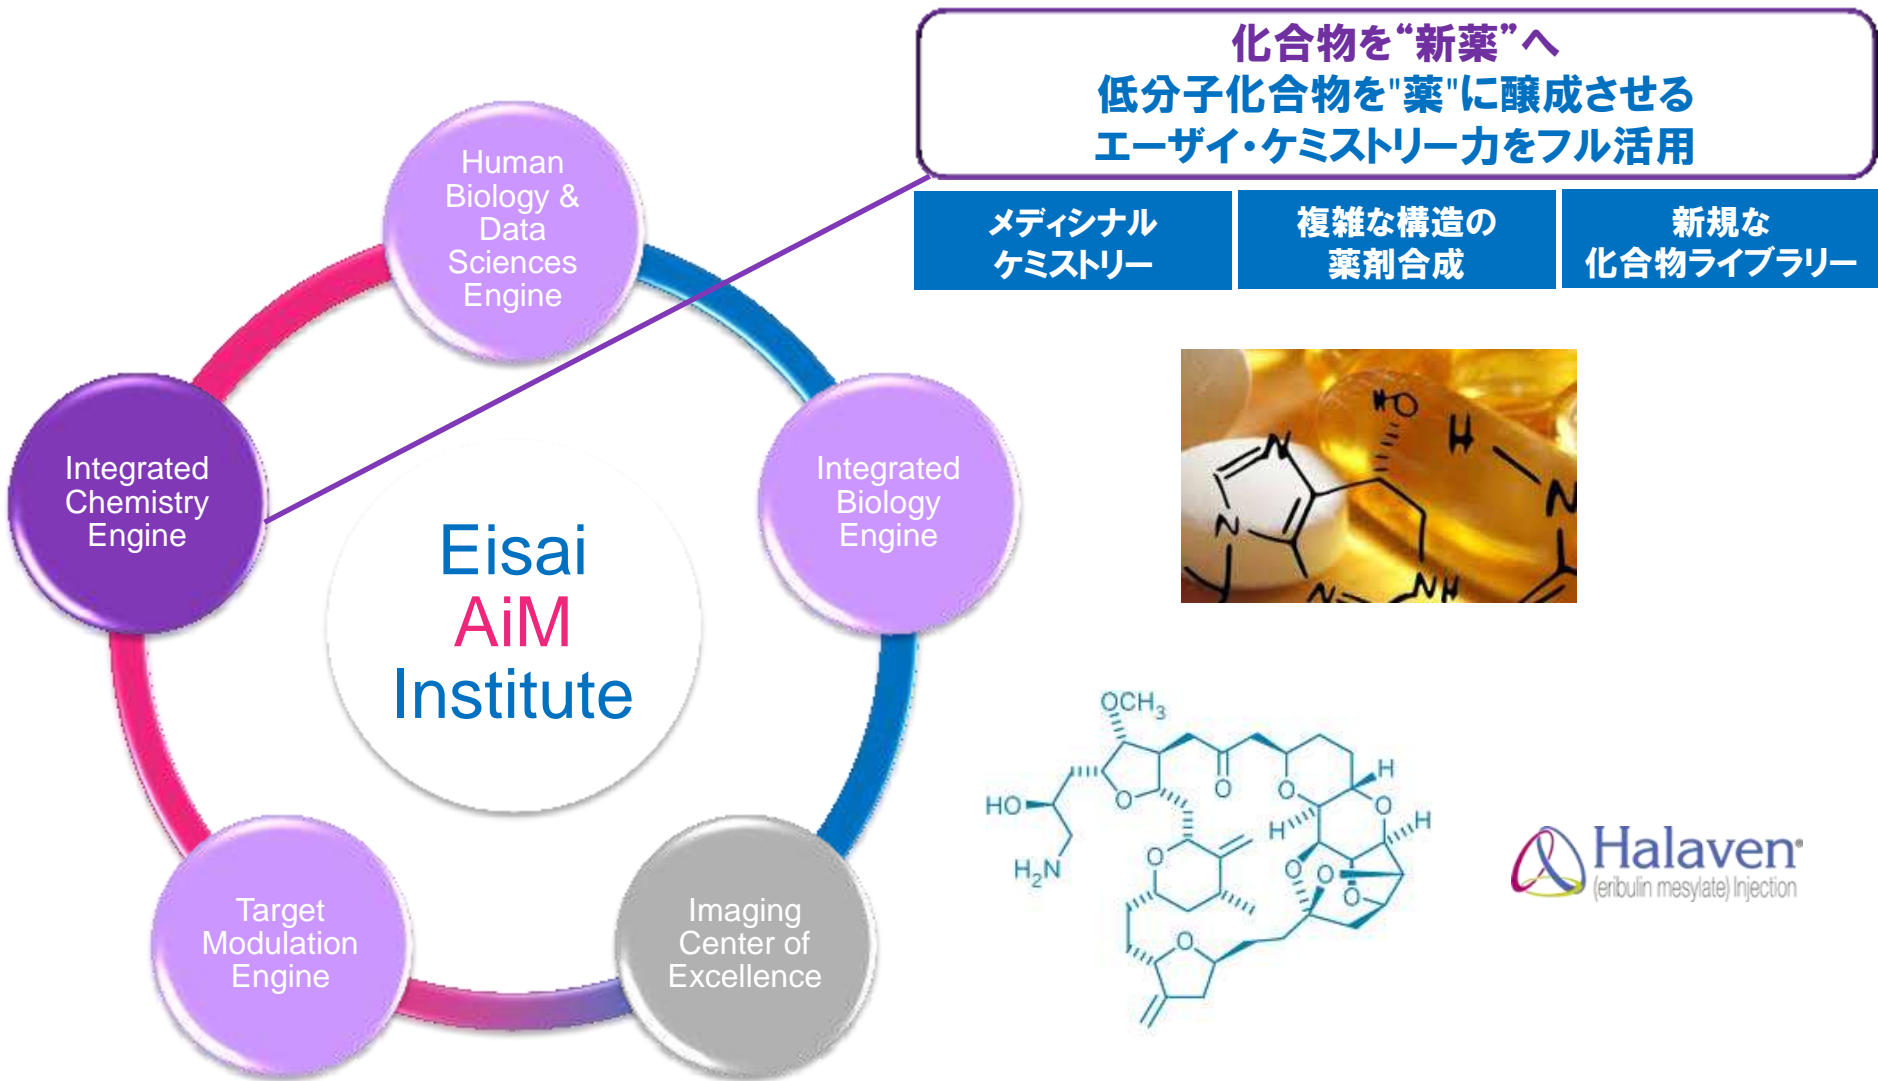 化合物を“新薬”へ
低分子化合物を"薬"に醸成させる
エーザイ・ケミストリー力をフル活用
メディシナル
ケミストリー
複雑な構造の
薬剤合成
新規な
化合物ライブラリー
Human
Biology &
Data
Sciences
Engine
Integrated
Chemistry
Engine
Integrated
Biology
Engine
Eisai
AiM
Institute
Target
Modulation
Engine
Imaging
Center of
Excellence
HO
H
N
N
N
NH
OCH₃
O
O
HO
H₂N
O
O
H
O
H
H
O
O
O
O
Halaven®
(eribulin mesylate) Injection